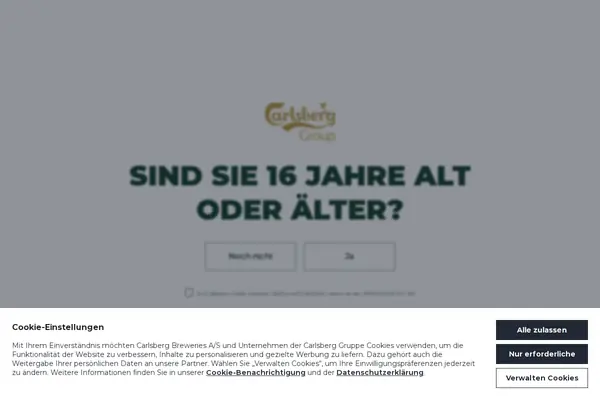 Carlsberg
Group
SIND SIE 16 JAHRE ALT
ODER ÄLTER?
Noch nicht
Ja
Cookie-Einstellungen
Mit Ihrem Einverständnis möchten Carlsberg Breweries A/S und Unternehmen der Carlsberg Gruppe Cookies verwenden, um die
Funktionalität der Website zu verbessern, Inhalte zu personalisieren und gezielte Werbung zu liefern. Dazu gehört auch die
Weitergabe Ihrer persönlichen Daten an unsere Partner. Wählen Sie „Verwalten Cookies", um Ihre Einwilligungspräferenzen jederzeit
zu ändern. Weitere Informationen finden Sie in unserer Cookie-Benachrichtigung und der Datenschutzerklärung.
Alle zulassen
Nur erforderliche
Verwalten Cookies